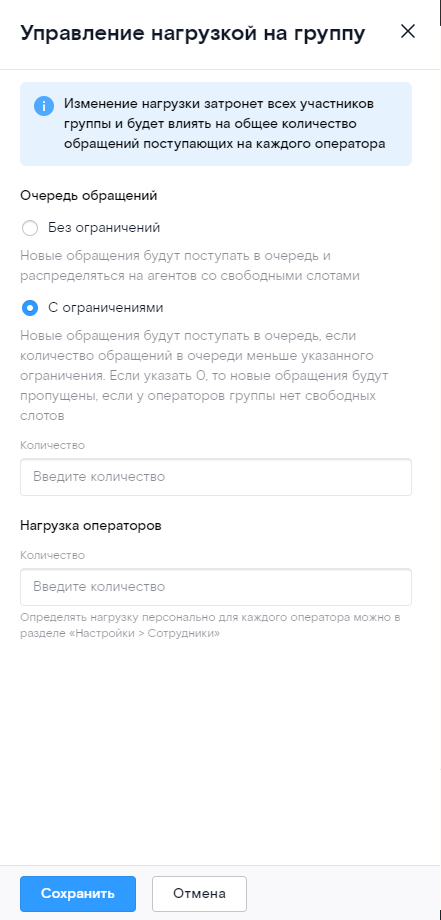 Управление нагрузкой на группу
Изменение нагрузки затронет всех участников
группы и будет влиять на общее количество
обращений поступающих на каждого оператора
Очередь обращений
Без ограничений
Новые обращения будут поступать в очередь и
распределяться на агентов со свободными слотами
С ограничениями
Новые обращения будут поступать в очередь, если
количество обращений в очереди меньше указанного
ограничения. Если указать 0, то новые обращения будут
пропущены, если у операторов группы нет свободных
слотов
Количество
Введите количество
Нагрузка операторов
Количество
Введите количество
Определять нагрузку персонально для каждого оператора можно в
разделе «Настройки > Сотрудники»
Сохранить
Отмена